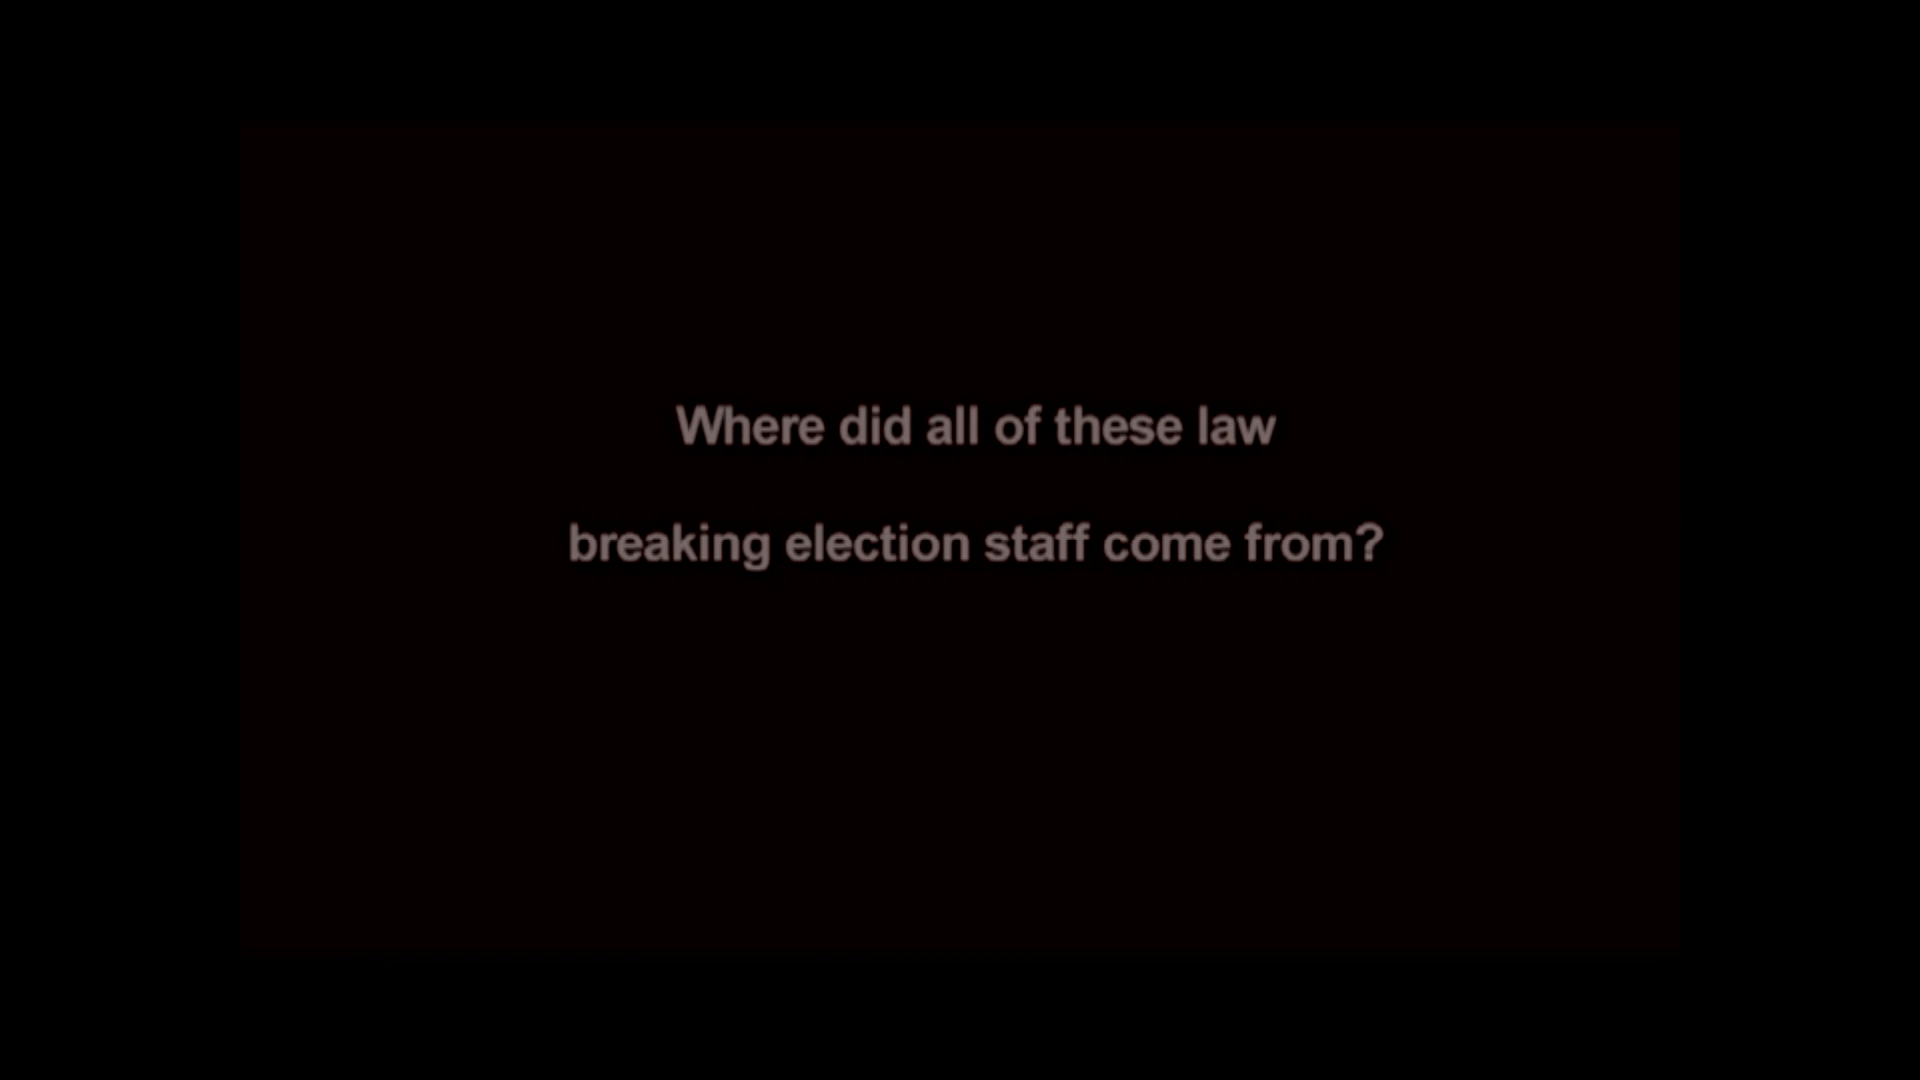 Where did all of these law
breaking election staff come from?